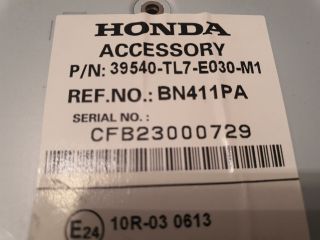 HONDA
ACCESSORY
P/N: 39540-TL7-E030-M1
REF.NO.: BN411PA
SERIAL NO.:
CFB23000729
E24 10R-03 0613